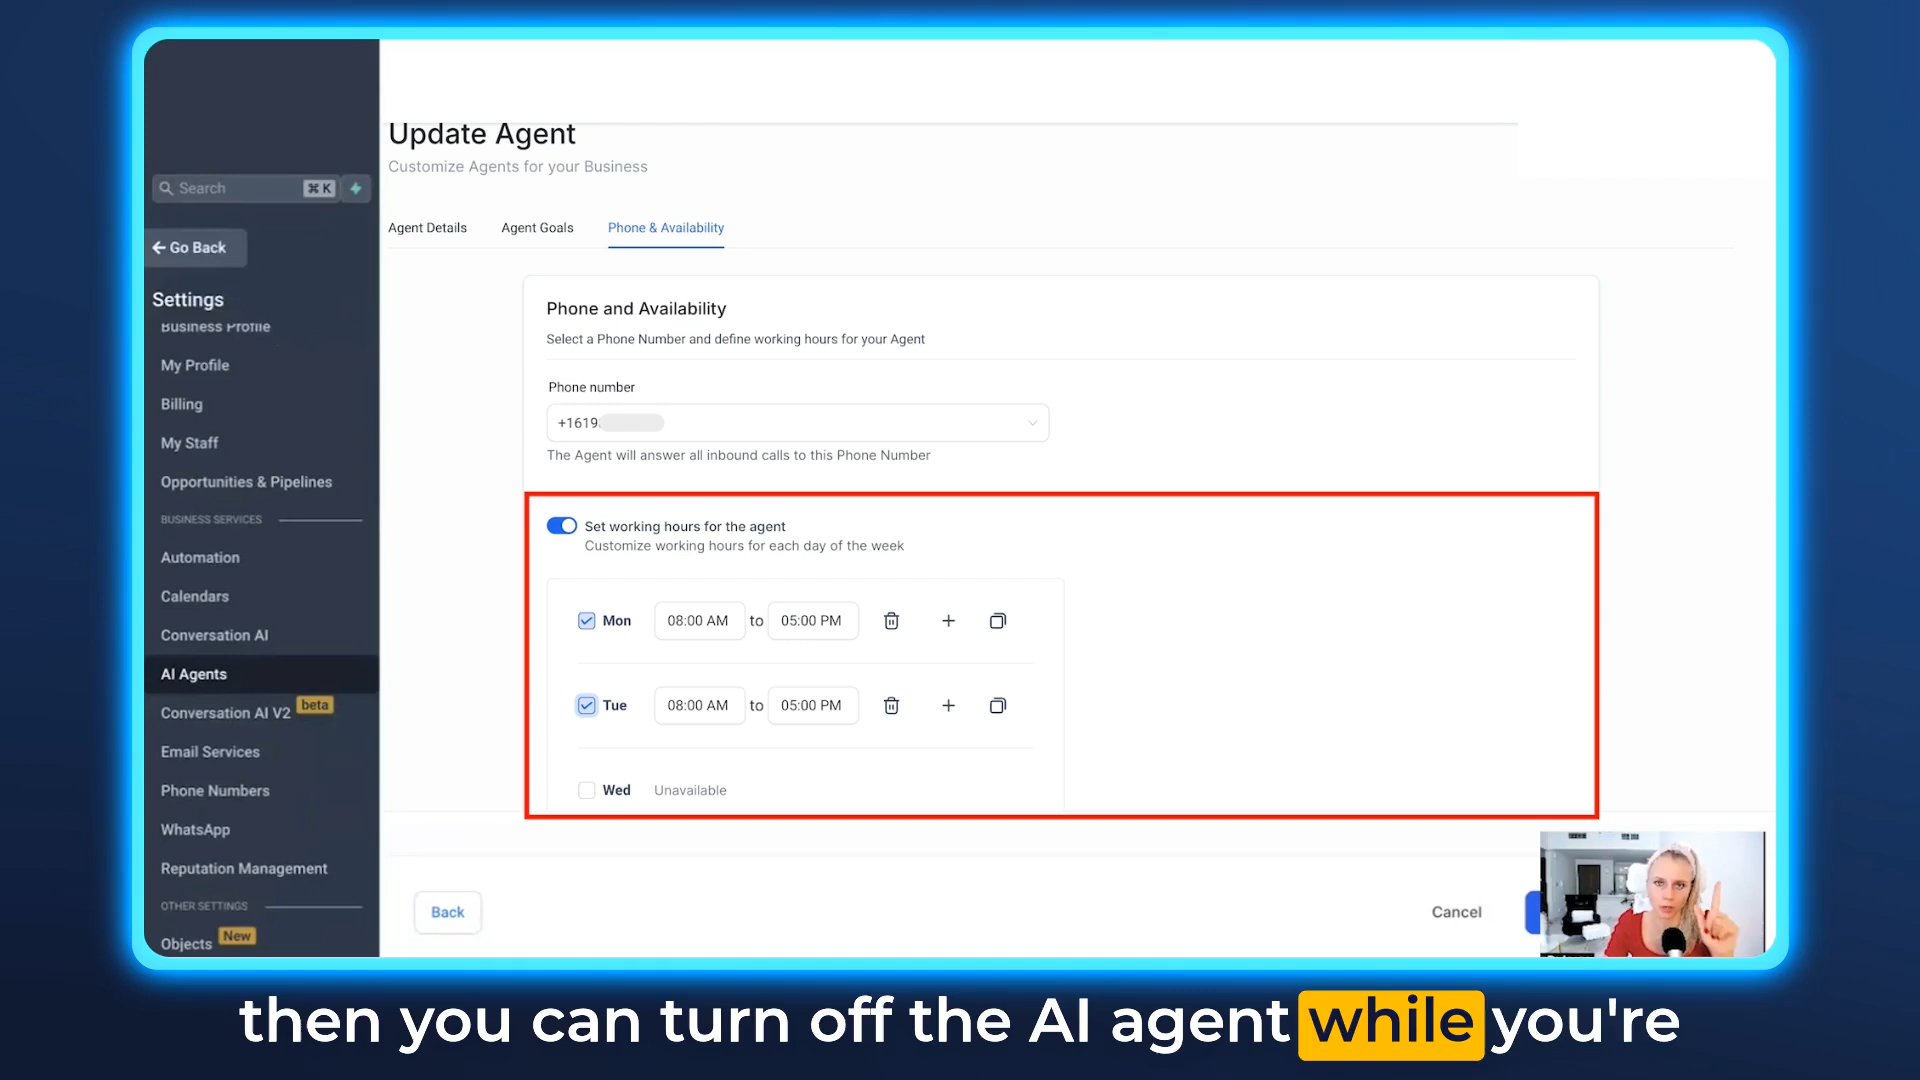 Search ⌘ K
← Go Back
Settings
Business Profile
My Profile
Billing
My Staff
Opportunities & Pipelines
BUSINESS SERVICES
Automation
Calendars
Conversation AI
AI Agents
Conversation AI V2 beta
Email Services
Phone Numbers
WhatsApp
Reputation Management
OTHER SETTINGS
Objects New
Update Agent
Customize Agents for your Business
Agent Details Agent Goals Phone & Availability
Phone and Availability
Select a Phone Number and define working hours for your Agent
Phone number
+1619
The Agent will answer all inbound calls to this Phone Number
Set working hours for the agent
Customize working hours for each day of the week
Mon 08:00 AM to 05:00 PM
Tue 08:00 AM to 05:00 PM
Wed Unavailable
Back Cancel
then you can turn off the AI agent while you're